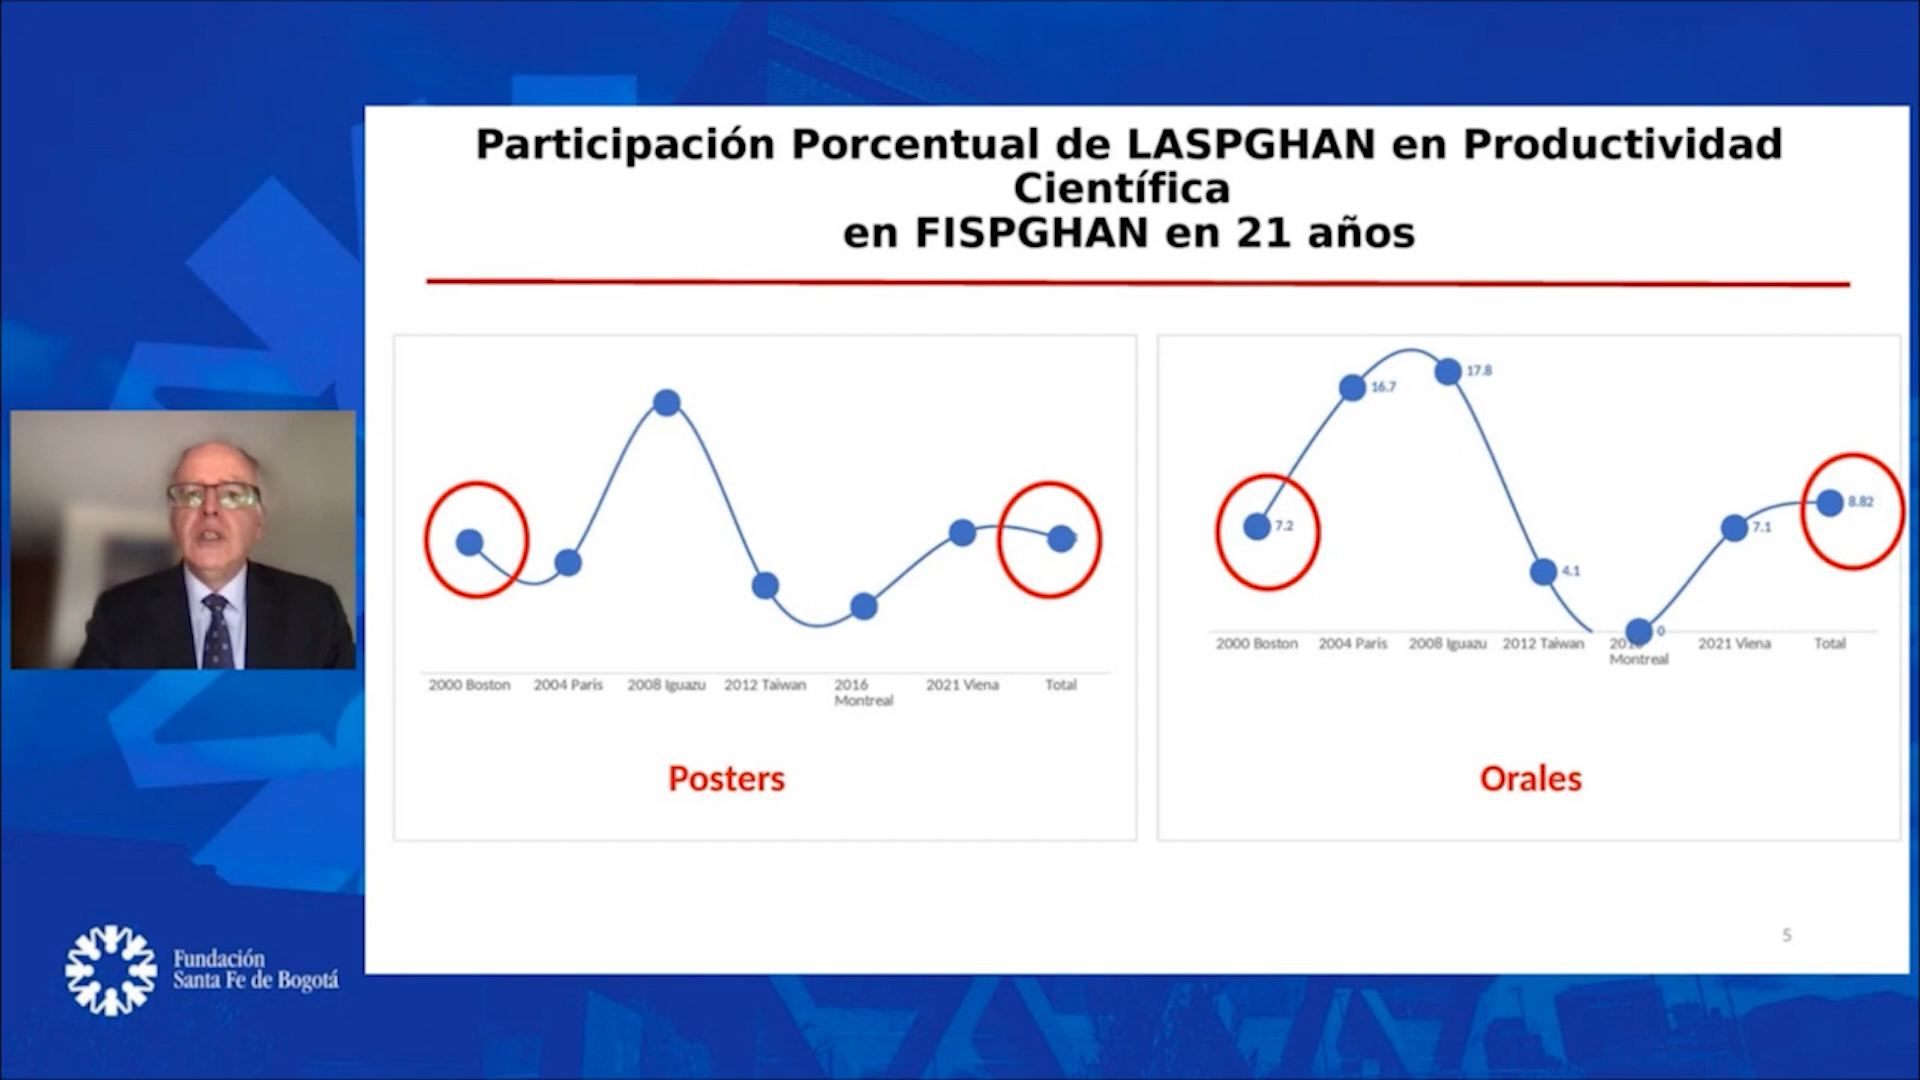 Participación Porcentual de LASPGHAN en Productividad
Científica
en FISPGHAN en 21 años
2000 Boston 2004 Paris 2008 Iguazu 2012 Taiwan 2016 2021 Viena Total
Montreal
Posters
17.8
16.7
8.82
7.2
7.1
4.1
0
2000 Boston 2004 Paris 2008 Iguazu 2012 Taiwan 2021 Viena Total
Montreal
Orales
5
Fundación
Santa Fe de Bogotá